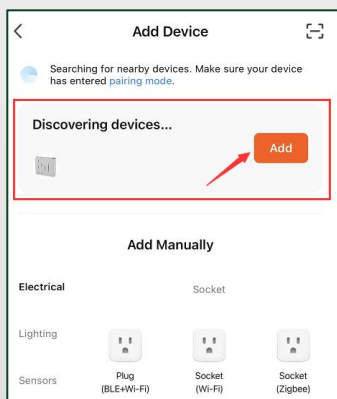 Add Device
Searching for nearby devices. Make sure your device
has entered pairing mode.
Discovering devices...
Add
Add Manually
Electrical
Socket
Lighting
Sensors
Plug
(BLE+Wi-Fi)
Socket
(Wi-Fi)
Socket
(Zigbee)